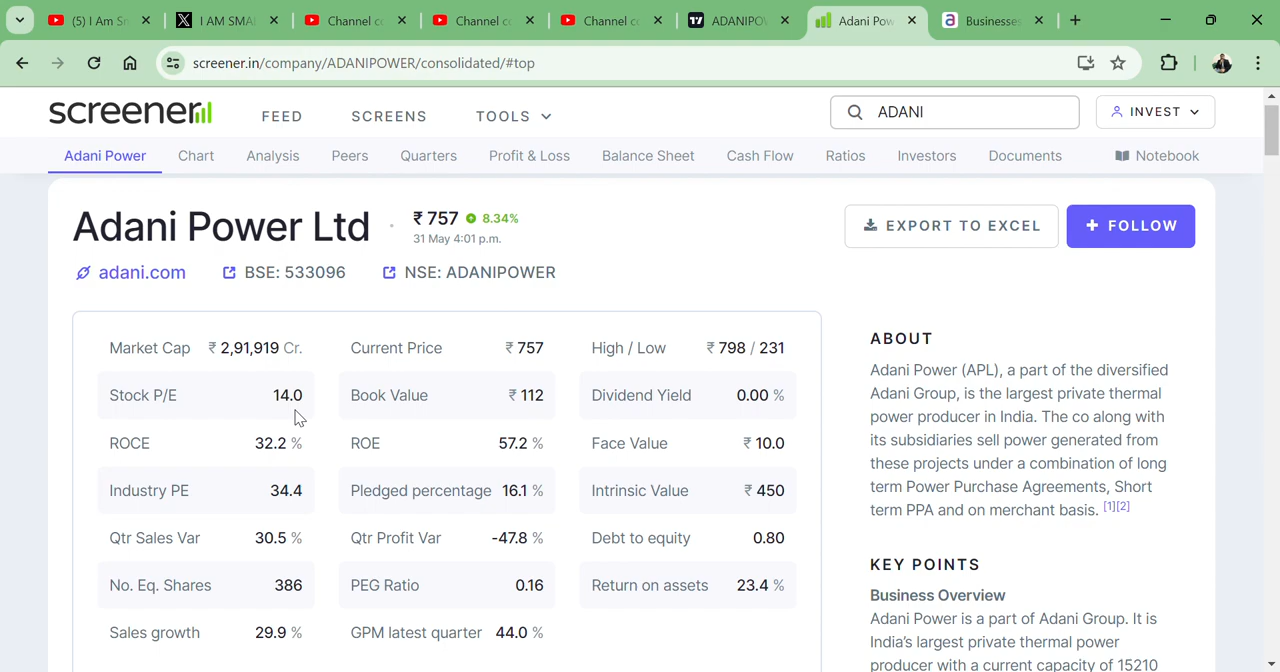 (5) I Am Sm
I AM SMA
Channel co
Channel co
Channel co
ADANIPO
Adani Pow
Businesses
screener.in/company/ADANIPOWER/consolidated/#top
screener
FEED
SCREENS
TOOLS
ADANI
INVEST
Adani Power
Chart
Analysis
Peers
Quarters
Profit & Loss
Balance Sheet
Cash Flow
Ratios
Investors
Documents
Notebook
Adani Power Ltd
₹ 757 8.34%
31 May 4:01 p.m.
EXPORT TO EXCEL
+ FOLLOW
adani.com
BSE: 533096
NSE: ADANIPOWER
Market Cap ₹ 2,91,919 Cr.
Current Price ₹ 757
High / Low ₹ 798 / 231
Stock P/E 14.0
Book Value ₹ 112
Dividend Yield 0.00 %
ROCE 32.2 %
ROE 57.2 %
Face Value ₹ 10.0
Industry PE 34.4
Pledged percentage 16.1 %
Intrinsic Value ₹ 450
Qtr Sales Var 30.5 %
Qtr Profit Var -47.8 %
Debt to equity 0.80
No. Eq. Shares 386
PEG Ratio 0.16
Return on assets 23.4 %
Sales growth 29.9 %
GPM latest quarter 44.0 %
ABOUT
Adani Power (APL), a part of the diversified
Adani Group, is the largest private thermal
power producer in India. The co along with
its subsidiaries sell power generated from
these projects under a combination of long
term Power Purchase Agreements, Short
term PPA and on merchant basis. [1][2]
KEY POINTS
Business Overview
Adani Power is a part of Adani Group. It is
India's largest private thermal power
producer with a current capacity of 15210